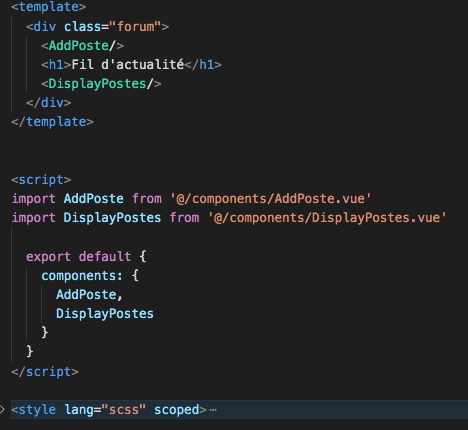 <template>
  <div class="forum">
    <AddPoste/>
    <h1>Fil d'actualité</h1>
    <DisplayPostes/>
  </div>
</template>
<script>
import AddPoste from '@/components/AddPoste.vue'
import DisplayPostes from '@/components/DisplayPostes.vue'
  export default {
    components: {
      AddPoste,
      DisplayPostes
    }
  }
</script>
<style lang="scss" scoped>⋯